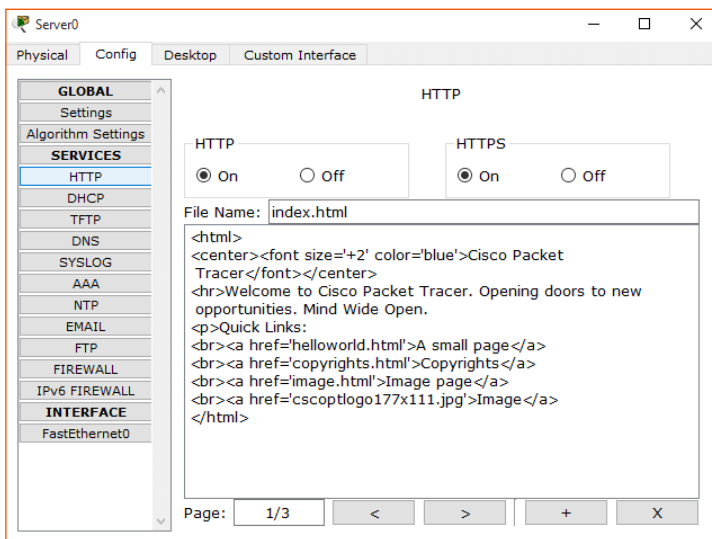 Server0
Physical Config Desktop Custom Interface
GLOBAL
Settings
Algorithm Settings
SERVICES
HTTP
DHCP
TFTP
DNS
SYSLOG
AAA
NTP
EMAIL
FTP
FIREWALL
IPv6 FIREWALL
INTERFACE
FastEthernet0
HTTP
HTTP
On Off
HTTPS
On Off
File Name: index.html
<html>
<center><font size='+2' color='blue'>Cisco Packet
Tracer</font></center>
<hr>Welcome to Cisco Packet Tracer. Opening doors to new
opportunities. Mind Wide Open.
<p>Quick Links:
<br><a href='helloworld.html'>A small page</a>
<br><a href='copyrights.html'>Copyrights</a>
<br><a href='image.html'>Image page</a>
<br><a href='cscoptlogo177x111.jpg'>Image</a>
</html>
Page: 1/3 < > + X